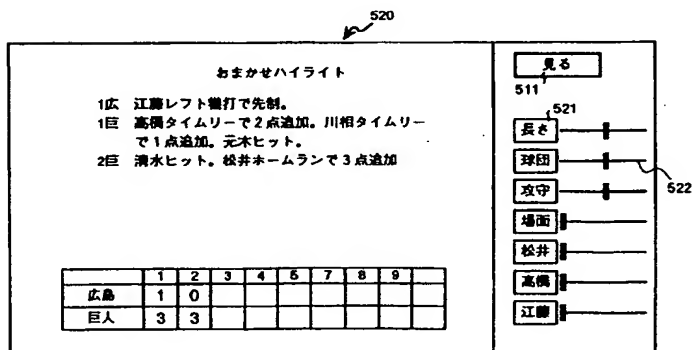 520
おまかせハイライト
1広 江藤レフト犠打で先制。
1巨 高橋タイムリーで2点追加。川相タイムリー
で1点追加。元木ヒット。
2巨 清水ヒット。松井ホームランで3点追加
1 2 3 4 5 7 8 9
広島 1 0
巨人 3 3
見る
511
521
長さ
球団
522
攻守
場面
松井
高橋
江藤